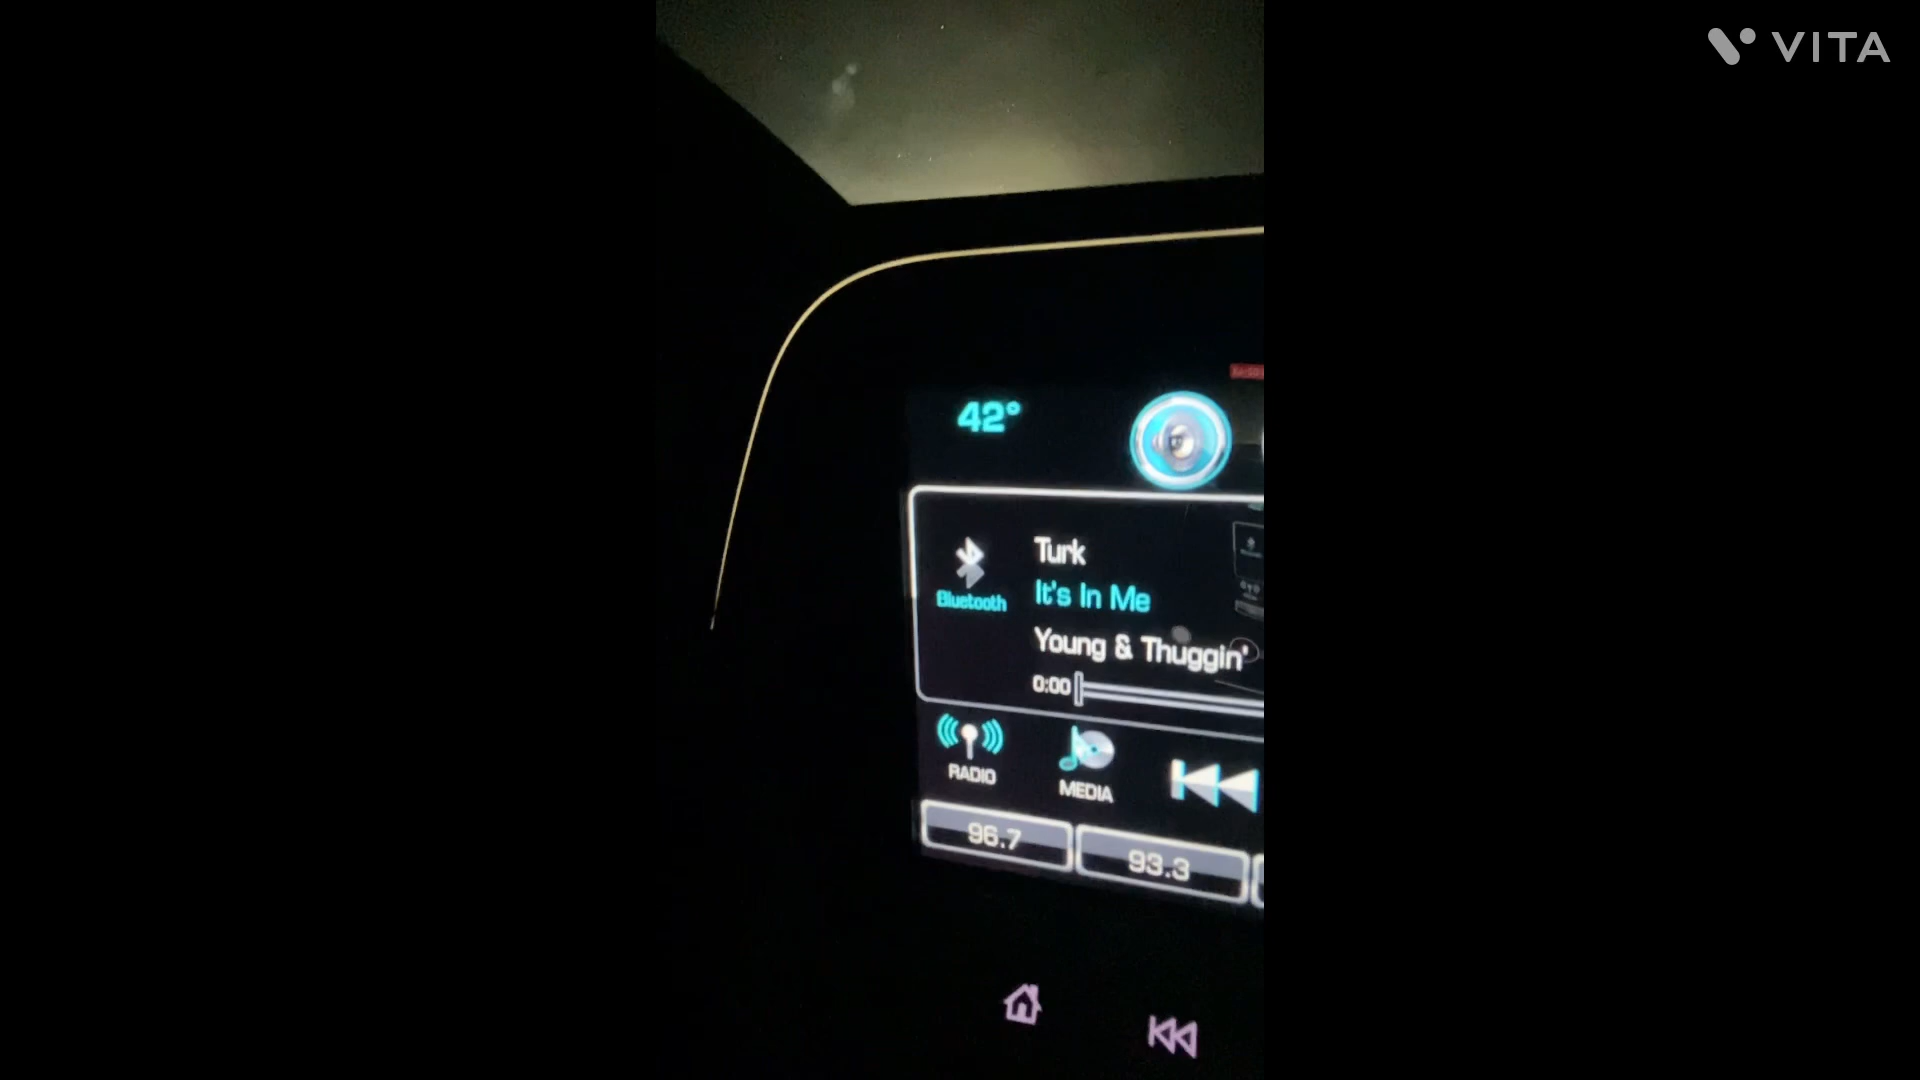 VITA
42°
Turk
It's In Me
Bluetooth
Young & Thuggin'
0:00
RADIO
MEDIA
96.7
93.3